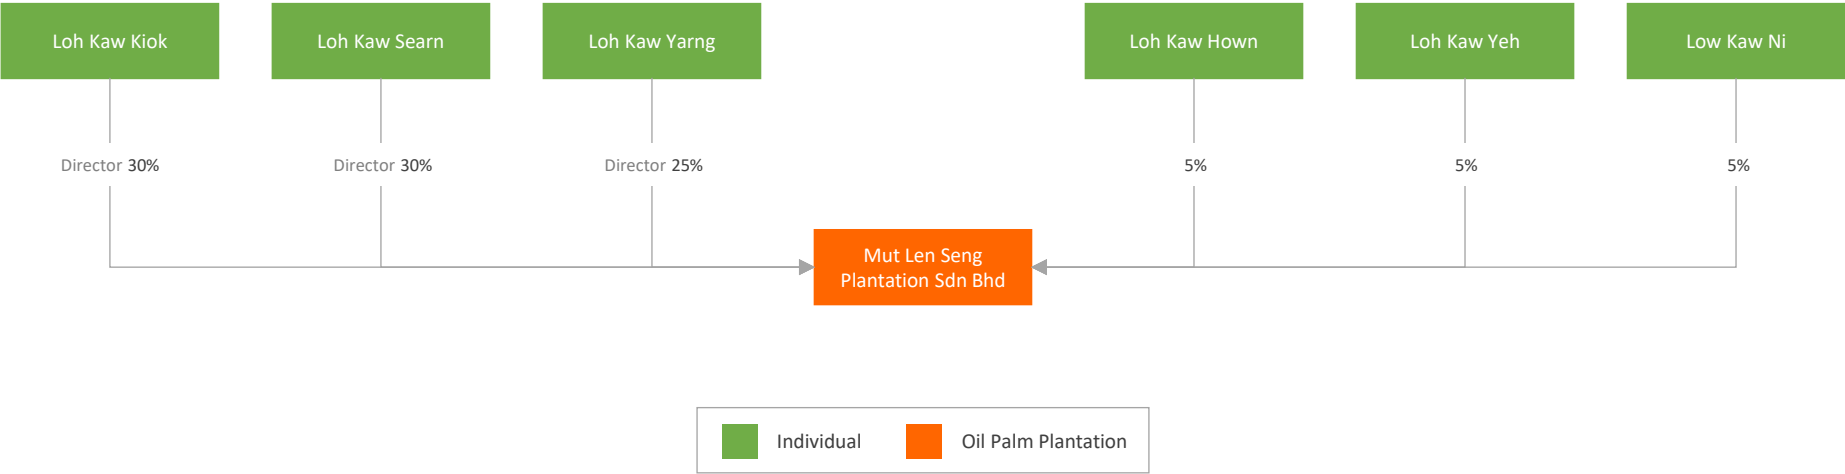 Loh Kaw Kiok
Loh Kaw Searn
Loh Kaw Yarng
Loh Kaw Hown
Loh Kaw Yeh
Low Kaw Ni
Director 30%
Director 30%
Director 25%
5%
5%
5%
Mut Len Seng
Plantation Sdn Bhd
Individual
Oil Palm Plantation